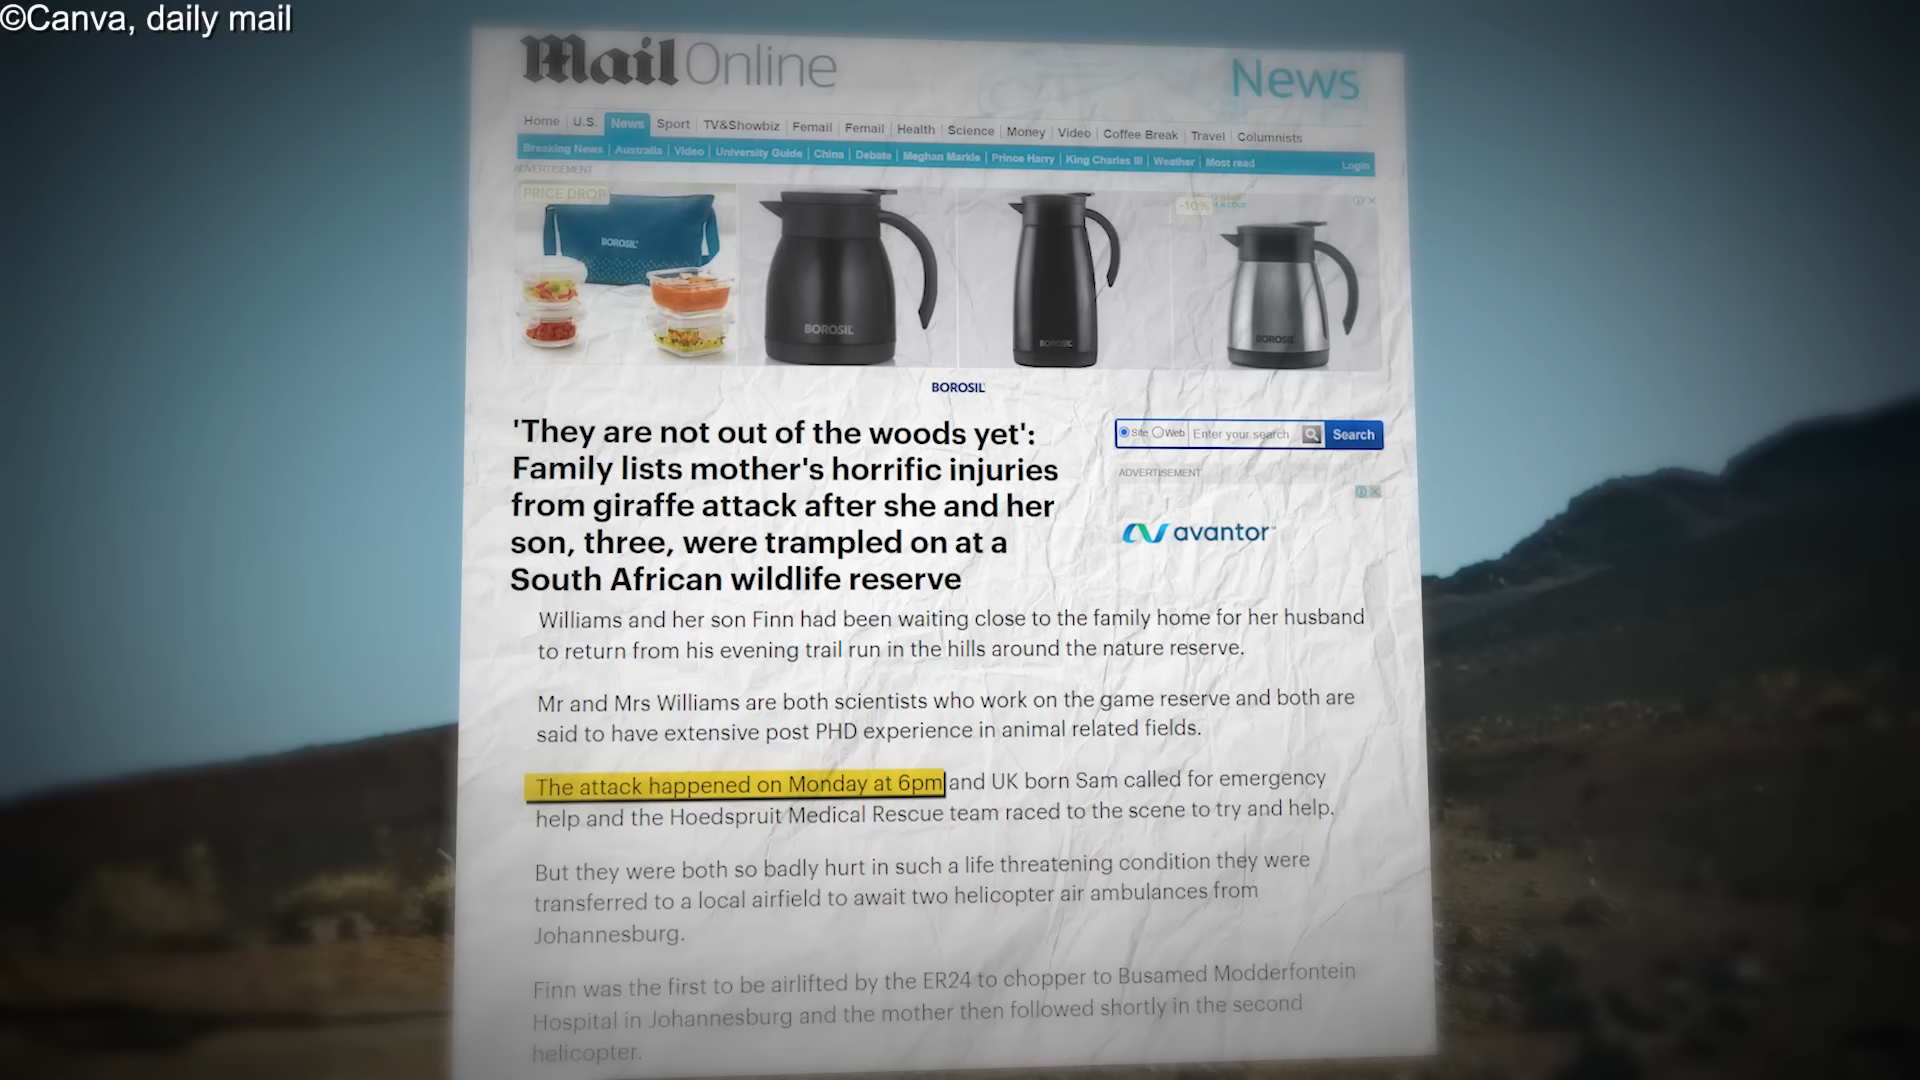 ©Canva, daily mail
Mail Online
News
Home | U.S. | News | Sport | TV&Showbiz | Femail | Femail | Health | Science | Money | Video | Coffee Break | Travel | Columnists
Breaking News | Australia | Video | University Guide | China | Debate | Meghan Markle | Prince Harry | King Charles III | Weather | Most read
Login
ADVERTISEMENT
PRICE DROP
-10%
BOROSIL
BOROSIL
BOROSIL
BOROSIL
BOROSIL
'They are not out of the woods yet':
Family lists mother's horrific injuries
from giraffe attack after she and her
son, three, were trampled on at a
South African wildlife reserve
Site Web Enter your search Search
ADVERTISEMENT
avantor
Williams and her son Finn had been waiting close to the family home for her husband
to return from his evening trail run in the hills around the nature reserve.
Mr and Mrs Williams are both scientists who work on the game reserve and both are
said to have extensive post PHD experience in animal related fields.
The attack happened on Monday at 6pm and UK born Sam called for emergency
help and the Hoedspruit Medical Rescue team raced to the scene to try and help.
But they were both so badly hurt in such a life threatening condition they were
transferred to a local airfield to await two helicopter air ambulances from
Johannesburg.
Finn was the first to be airlifted by the ER24 to chopper to Busamed Modderfontein
Hospital in Johannesburg and the mother then followed shortly in the second
helicopter.